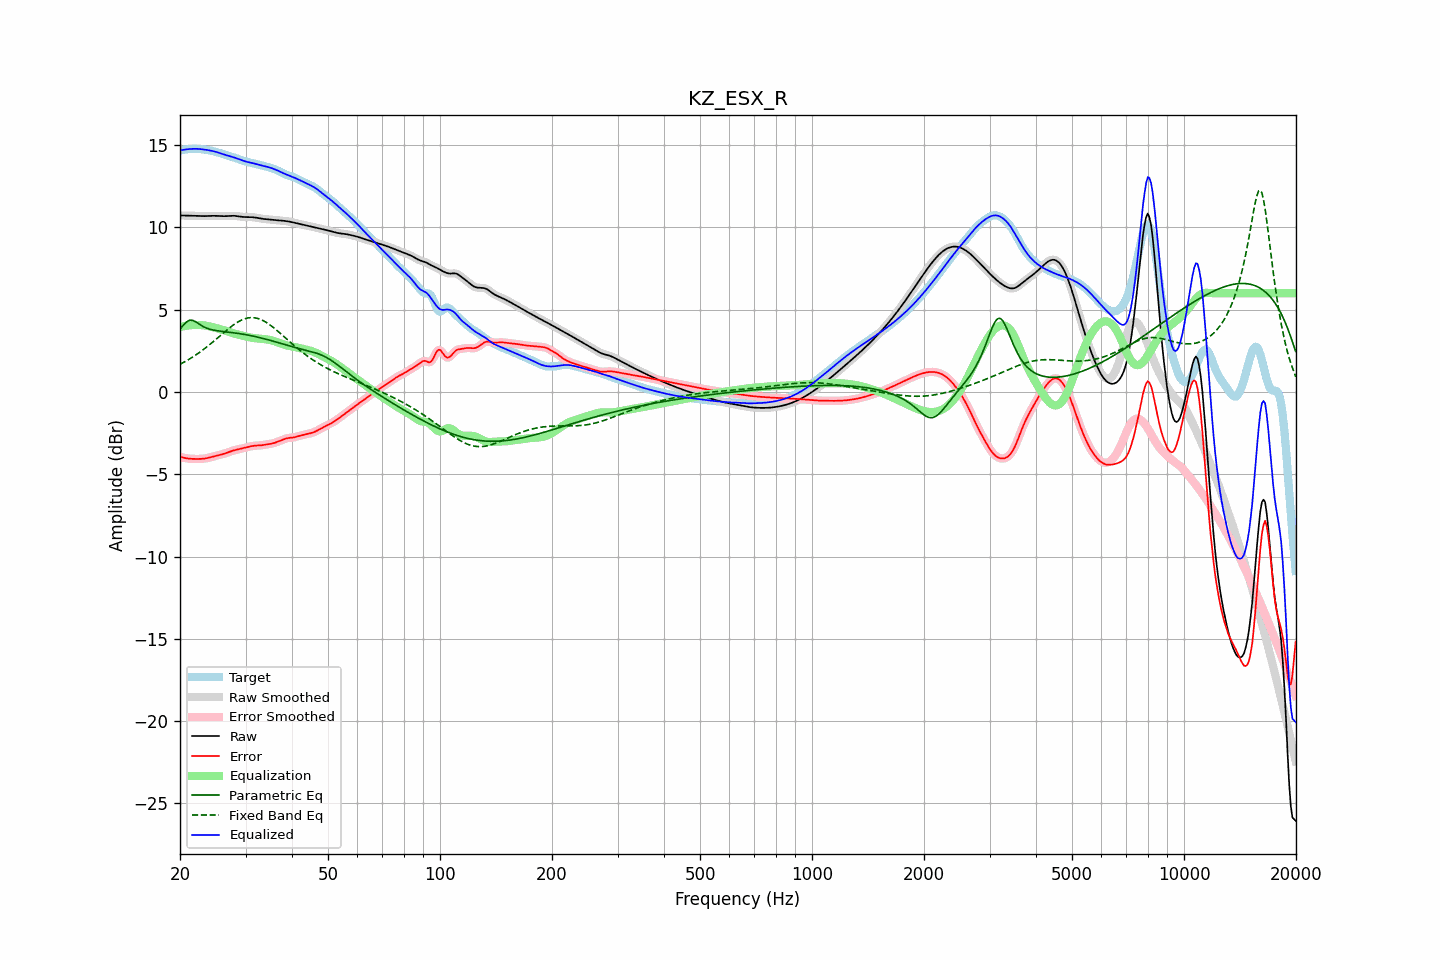 KZ_ESX_R
Amplitude (dBr)
15
10
5
0
−5
−10
−15
−20
−25
Target
Raw Smoothed
Error Smoothed
Raw
Error
Equalization
Parametric Eq
Fixed Band Eq
Equalized
20 50 100 200 500 1000 2000 5000 10000 20000
Frequency (Hz)